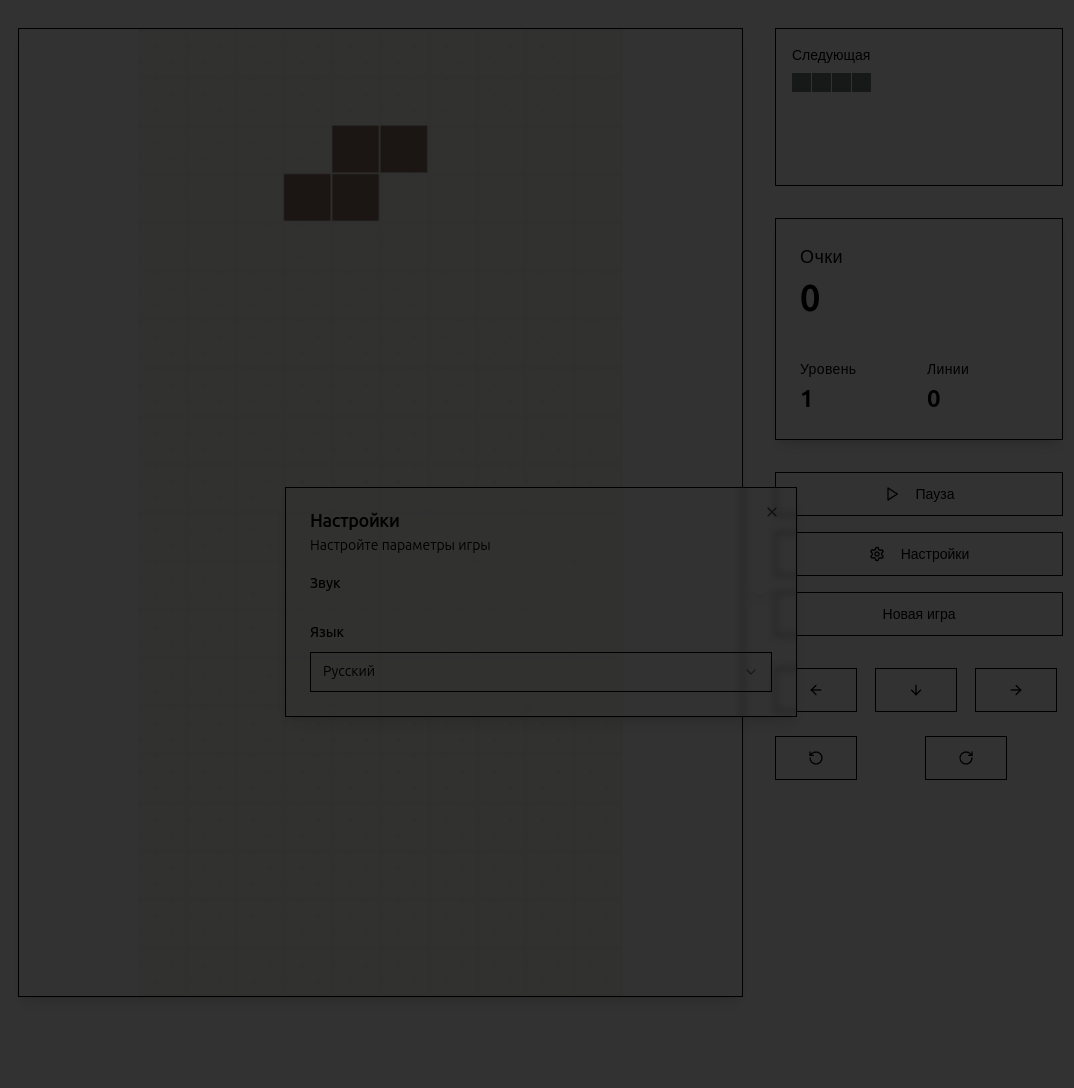 Следующая
Очки
0
Уровень
Линии
1
0
Пауза
Настройки
Новая игра
Настройки
Настройте параметры игры
Звук
Язык
Русский